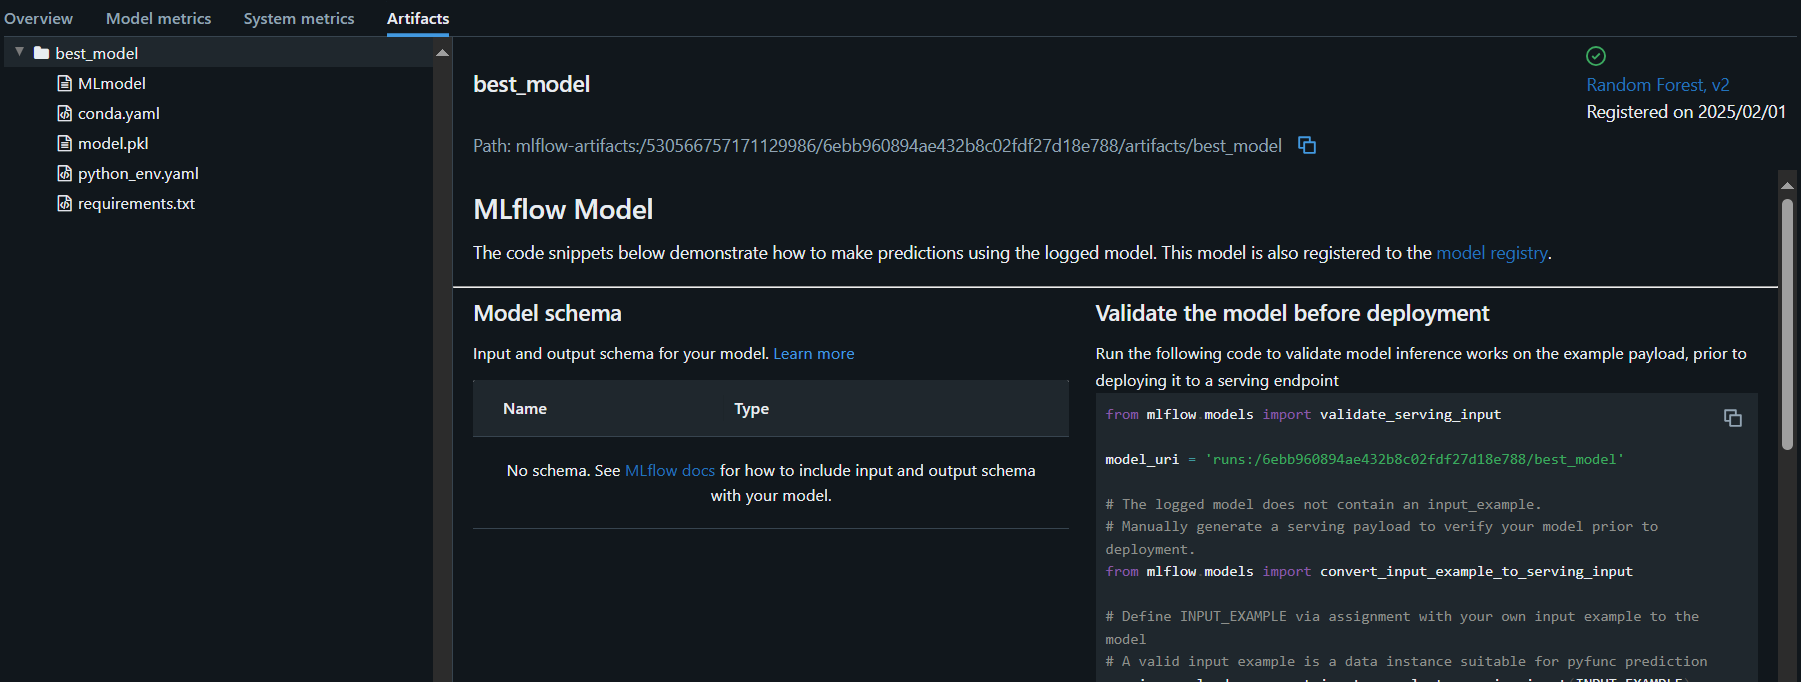 Overview Model metrics System metrics Artifacts
best_model
MLmodel
conda.yaml
model.pkl
python_env.yaml
requirements.txt
best_model
Random Forest, v2
Registered on 2025/02/01
Path: mlflow-artifacts:/530566757171129986/6ebb960894ae432b8c02fdf27d18e788/artifacts/best_model
MLflow Model
The code snippets below demonstrate how to make predictions using the logged model. This model is also registered to the model registry.
Model schema
Input and output schema for your model. Learn more
Name Type
No schema. See MLflow docs for how to include input and output schema
with your model.
Validate the model before deployment
Run the following code to validate model inference works on the example payload, prior to
deploying it to a serving endpoint
from mlflow.models import validate_serving_input
model_uri = 'runs:/6ebb960894ae432b8c02fdf27d18e788/best_model'
# The logged model does not contain an input_example.
# Manually generate a serving payload to verify your model prior to
deployment.
from mlflow.models import convert_input_example_to_serving_input
# Define INPUT_EXAMPLE via assignment with your own input example to the
model
# A valid input example is a data instance suitable for pyfunc prediction